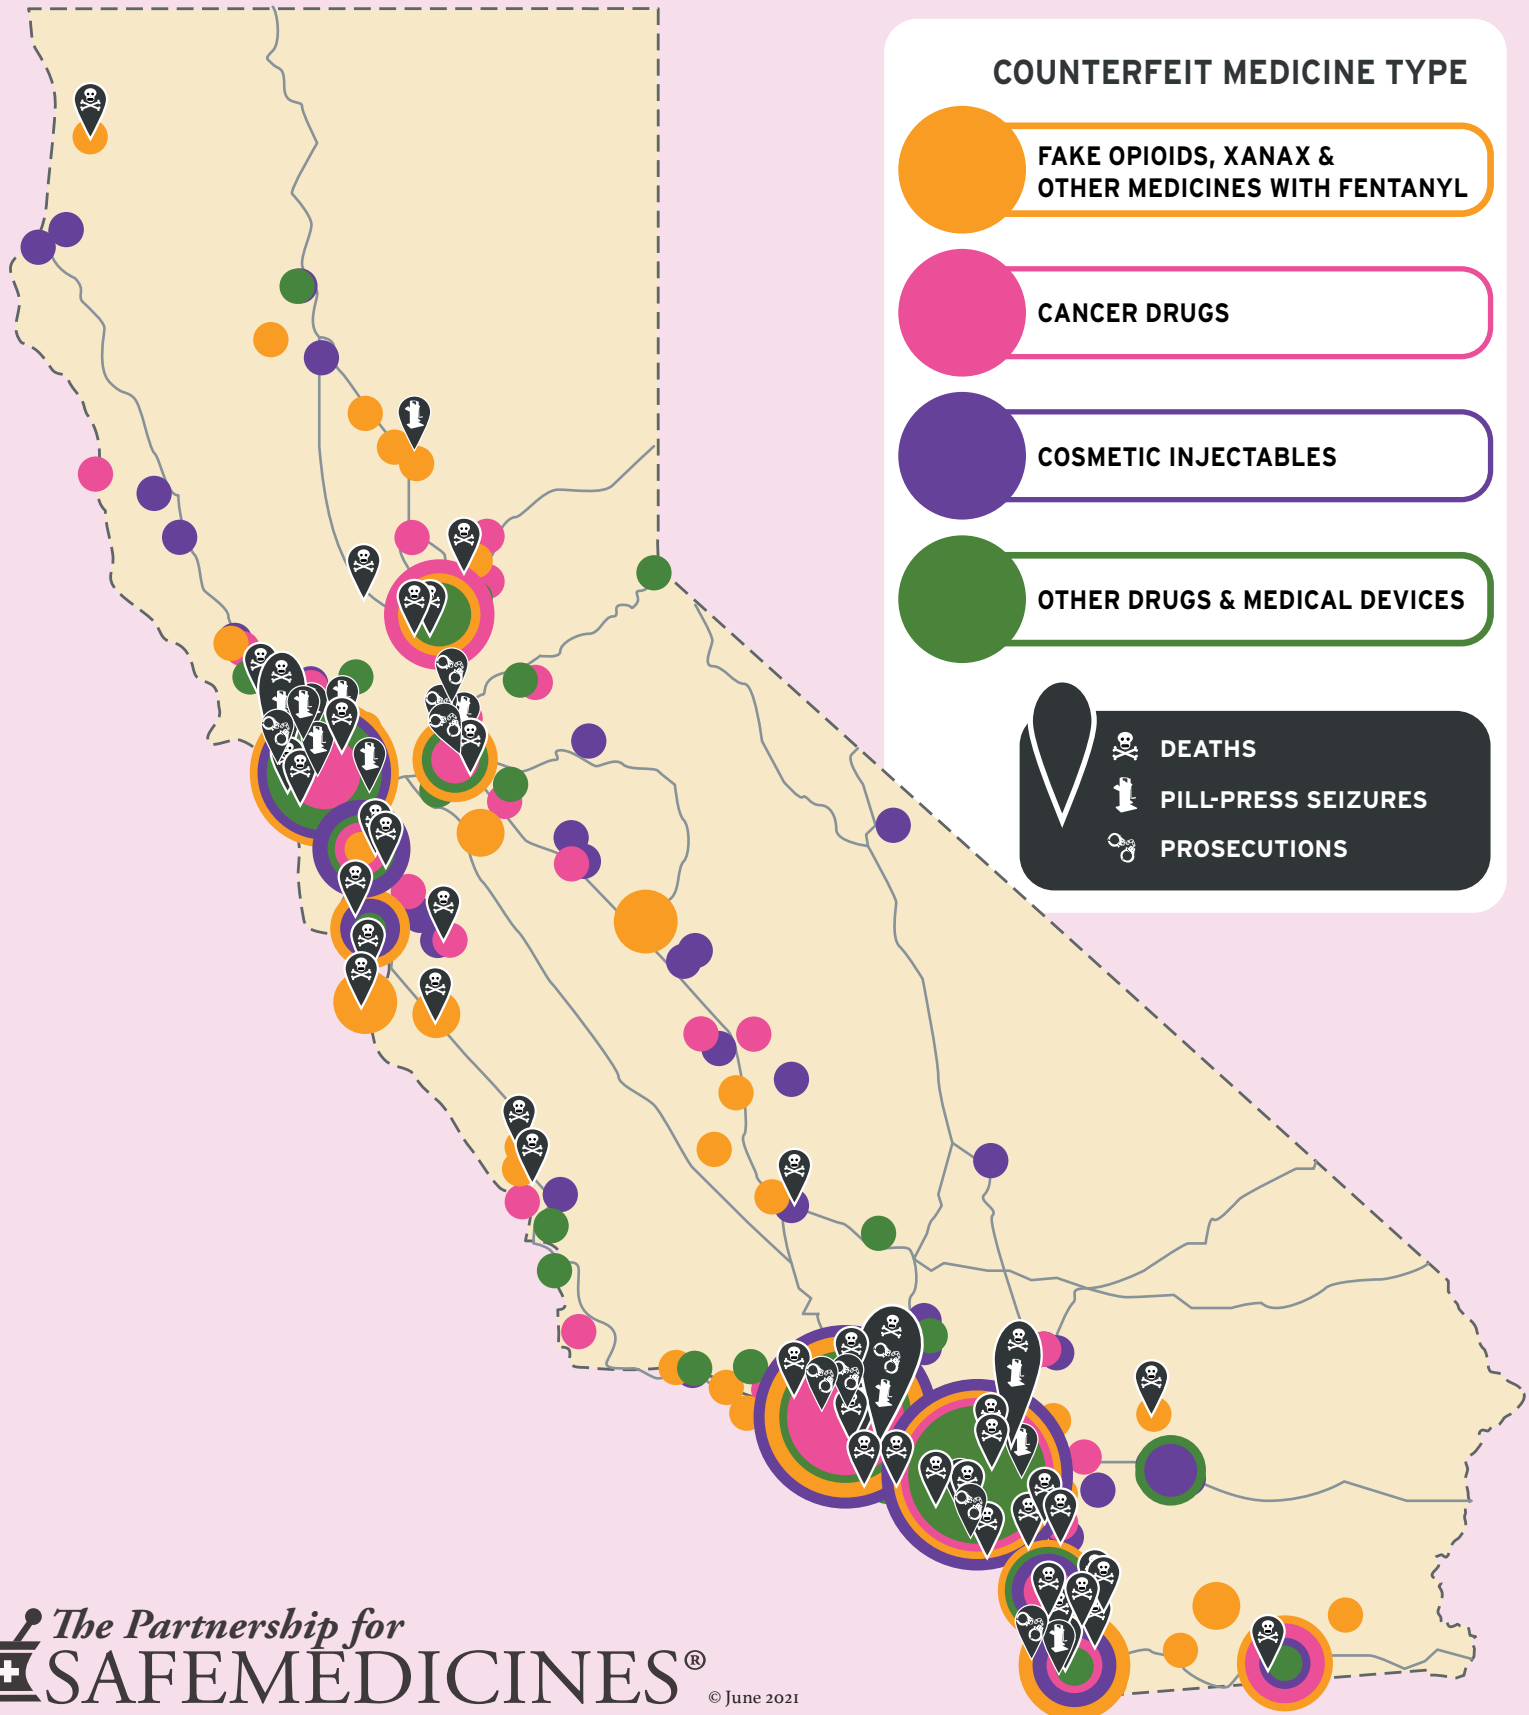 COUNTERFEIT MEDICINE TYPE
FAKE OPIOIDS, XANAX &
OTHER MEDICINES WITH FENTANYL
CANCER DRUGS
COSMETIC INJECTABLES
OTHER DRUGS & MEDICAL DEVICES
DEATHS
PILL-PRESS SEIZURES
PROSECUTIONS
The Partnership for
SAFEMEDICINES®
© June 2021